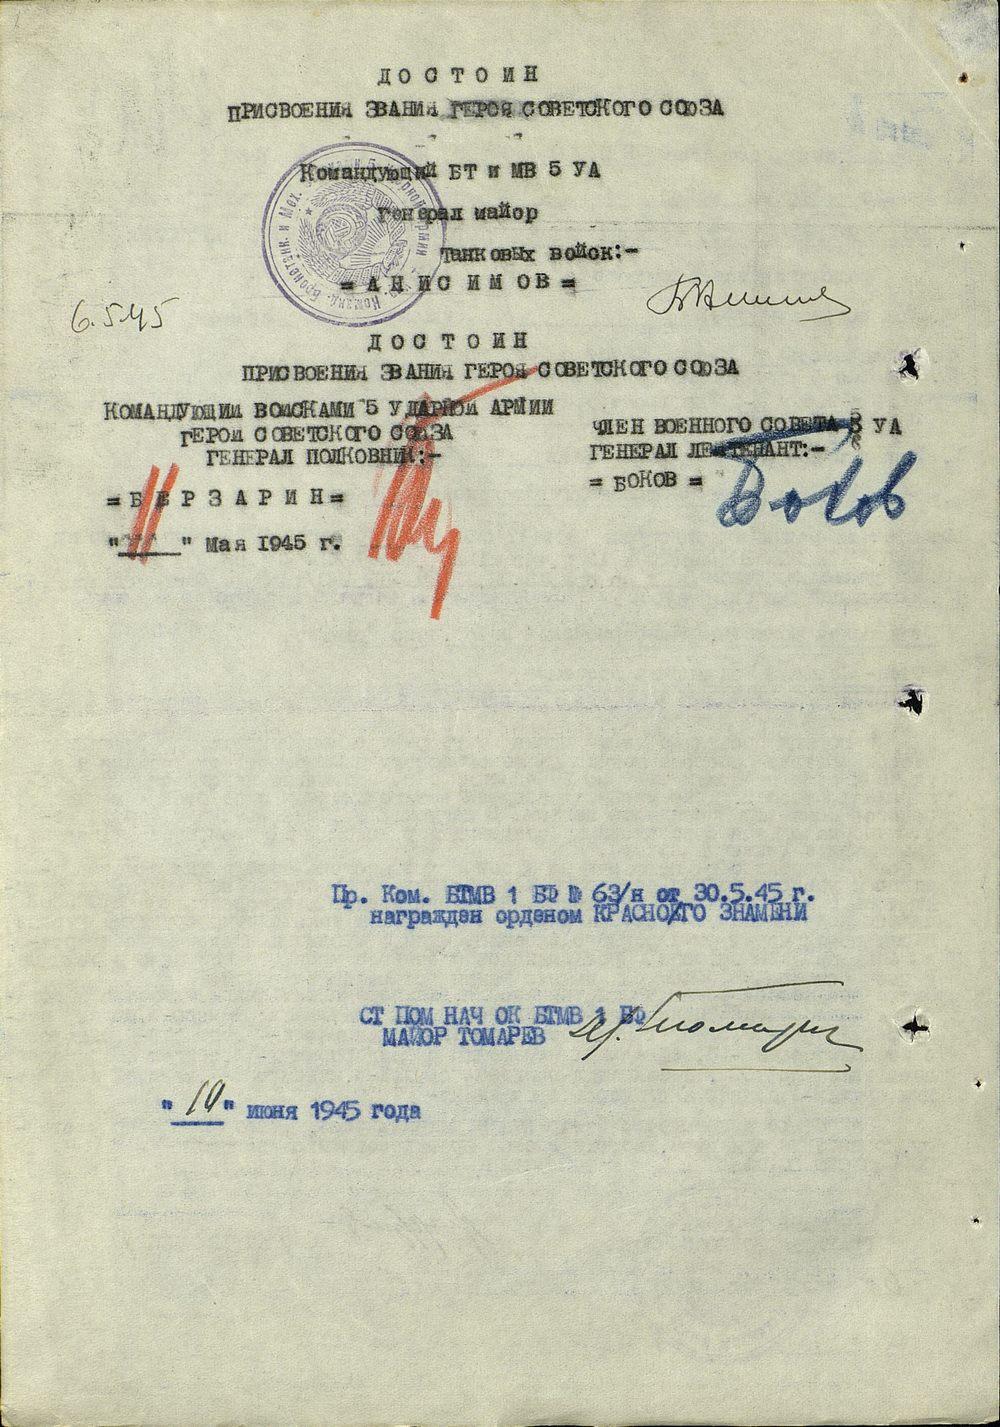 ДОСТОИН
ПРИСВОЕНИЯ ЗВАНИЯ ГЕРОЯ СОВЕТСКОГО СОЮЗА
Командующий БТ и МВ 5 УА
генерал майор
танковых войск:-
=АНИСИМОВ=
6.5.45
ДОСТОИН
ПРИСВОЕНИЯ ЗВАНИЯ ГЕРОЯ СОВЕТСКОГО СОЮЗА
КОМАНДУЮЩИЙ ВОЙСКАМИ 5 УДАРНОЙ АРМИИ
ГЕРОЙ СОВЕТСКОГО СОЮЗА
ГЕНЕРАЛ ПОЛКОВНИК:-
=БЕРЗАРИН=
"11" Мая 1945 г.
ЧЛЕН ВОЕННОГО СОВЕТА 5 УА
ГЕНЕРАЛ ЛЕЙТЕНАНТ:-
= БОКОВ =
Боков
Пр. Ком. БТМВ 1 БФ № 63/н от 30.5.45 г.
награжден орденом КРАСНОГО ЗНАМЕНИ
СТ ПОМ НАЧ ОК БТМВ 1 БФ
МАЙОР ТОМАРЕВ
"10" июня 1945 года